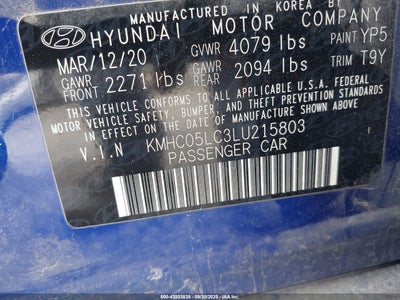 MANUFACTURED IN KOREA BY
HYUNDAI MOTOR COMPANY
MAR/12/20 GVWR 4079 lbs PAINT YP5
GAWR FRONT 2271 lbs GAWR REAR 2094 lbs TRIM T9Y
THIS VEHICLE CONFORMS TO ALL APPLICABLE U.S.A. FEDERAL
MOTOR VEHICLE SAFETY, BUMPER, AND THEFT PREVENTION
STANDARDS IN EFFECT ON THE DATE OF MANUFACTURE SHOWN ABOVE.
V.I.N KMHC05LC3LU215803
PASSENGER CAR